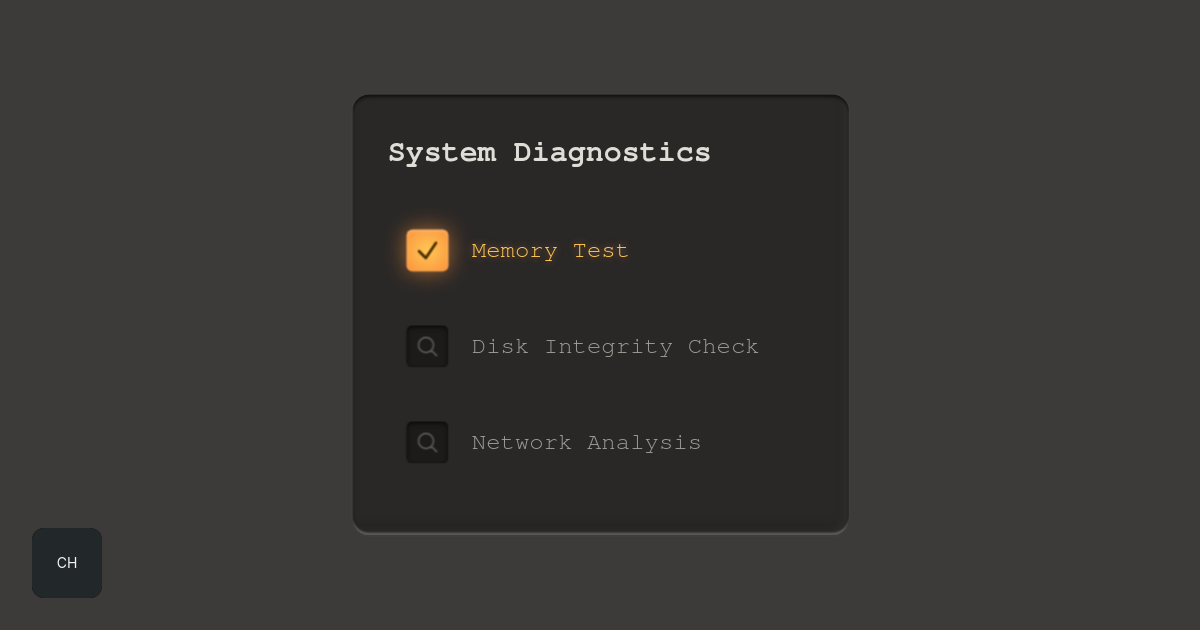 System Diagnostics
Memory Test
Disk Integrity Check
Network Analysis
CH